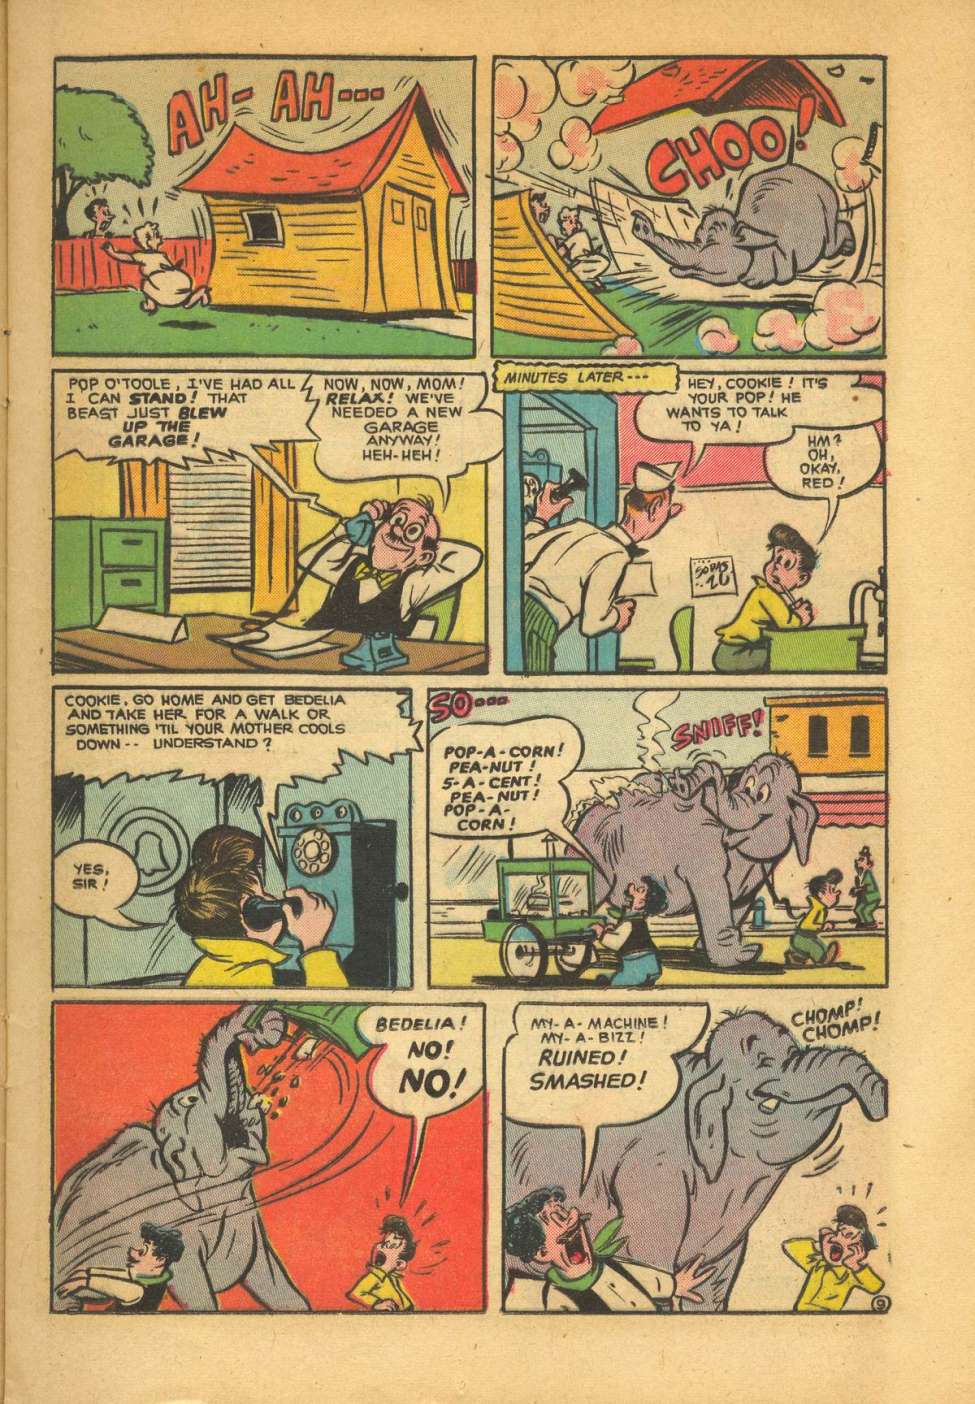 AH- AH---
CHOO!
POP O'TOOLE, I'VE HAD ALL
I CAN STAND! THAT
BEAST JUST BLEW
UP THE
GARAGE!
NOW, NOW, MOM!
RELAX! WE'VE
NEEDED A NEW
GARAGE
ANYWAY!
HEH-HEH!
MINUTES LATER---
HEY, COOKIE! IT'S
YOUR POP! HE
WANTS TO TALK
TO YA!
HM?
OH,
OKAY,
RED!
SODAS
COOKIE, GO HOME AND GET BEDELIA
AND TAKE HER FOR A WALK OR
SOMETHING 'TIL YOUR MOTHER COOLS
DOWN-- UNDERSTAND?
YES,
SIR!
SO---
POP-A-CORN!
PEA-NUT!
5-A-CENT!
PEA-NUT!
POP-A-
CORN!
SNIFF!
BEDELIA!
NO!
NO!
MY-A-MACHINE!
MY-A-BIZZ!
RUINED!
SMASHED!
CHOMP!
CHOMP!
9